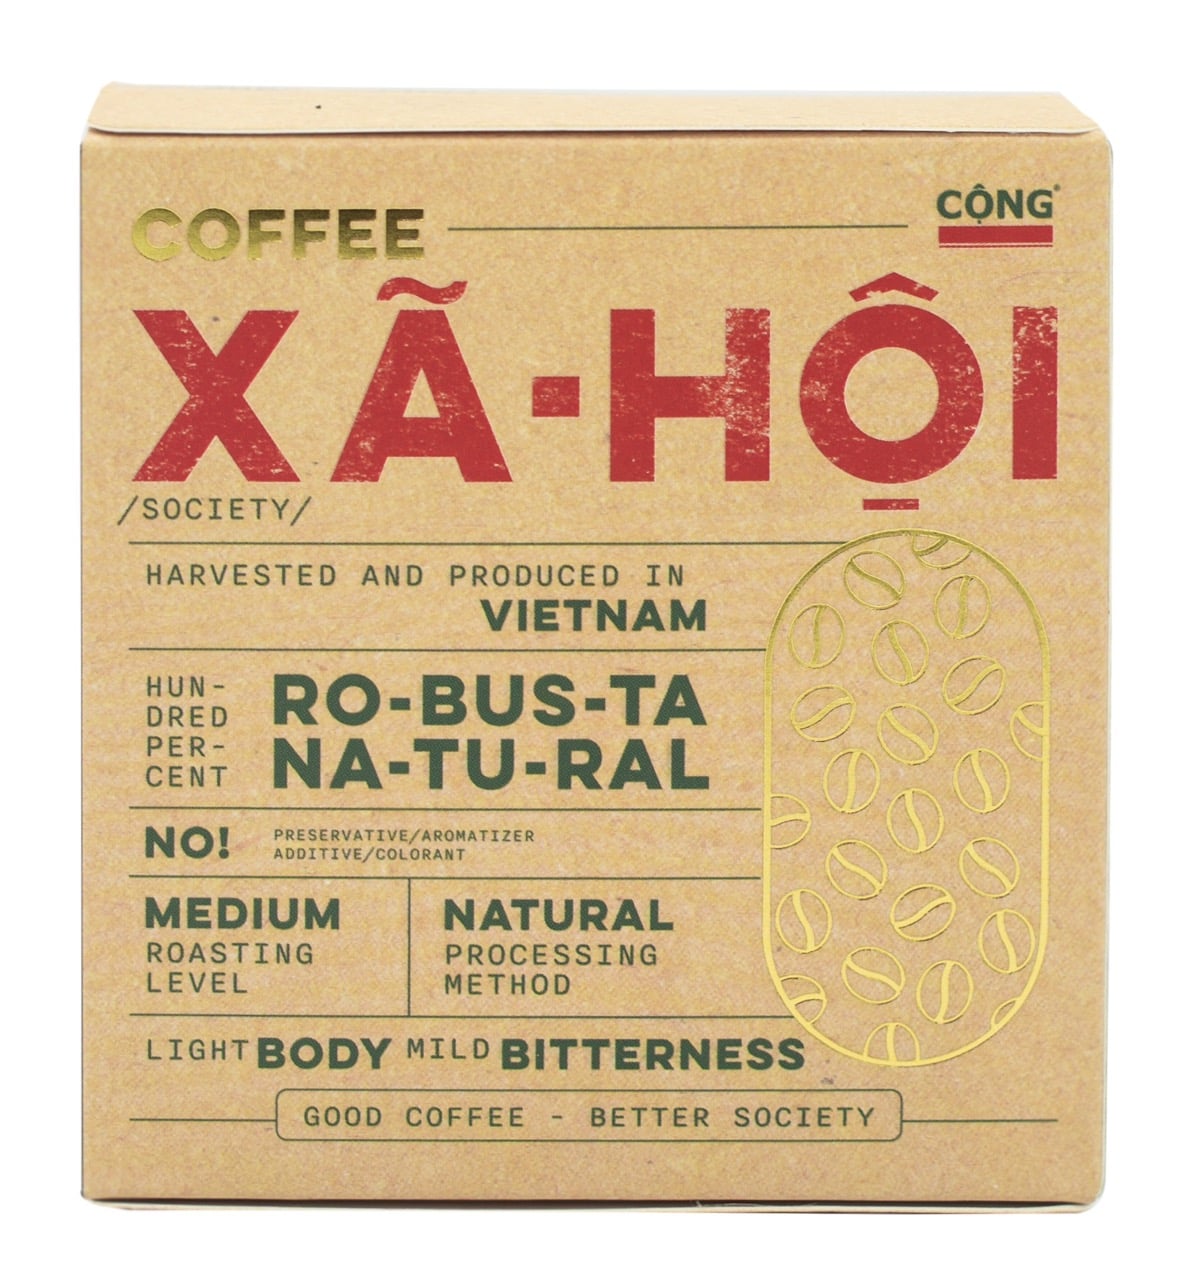 COFFEE
CỘNG
XÃ·HỘI
/SOCIETY/
HARVESTED AND PRODUCED IN
VIETNAM
HUN-
DRED
PER-
CENT
RO-BUS-TA
NA-TU-RAL
NO!
PRESERVATIVE/AROMATIZER
ADDITIVE/COLORANT
MEDIUM
ROASTING
LEVEL
NATURAL
PROCESSING
METHOD
LIGHT BODY MILD BITTERNESS
GOOD COFFEE - BETTER SOCIETY